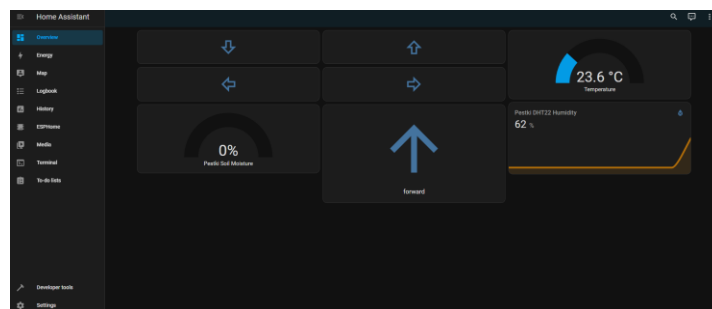 Home Assistant
Overview
Energy
Map
Logbook
History
ESPHome
Media
Terminal
To-do lists
Developer tools
Settings
0%
Pestki Soil Moisture
forward
23.6 °C
Temperature
Pestki DHT22 Humidity
62 %